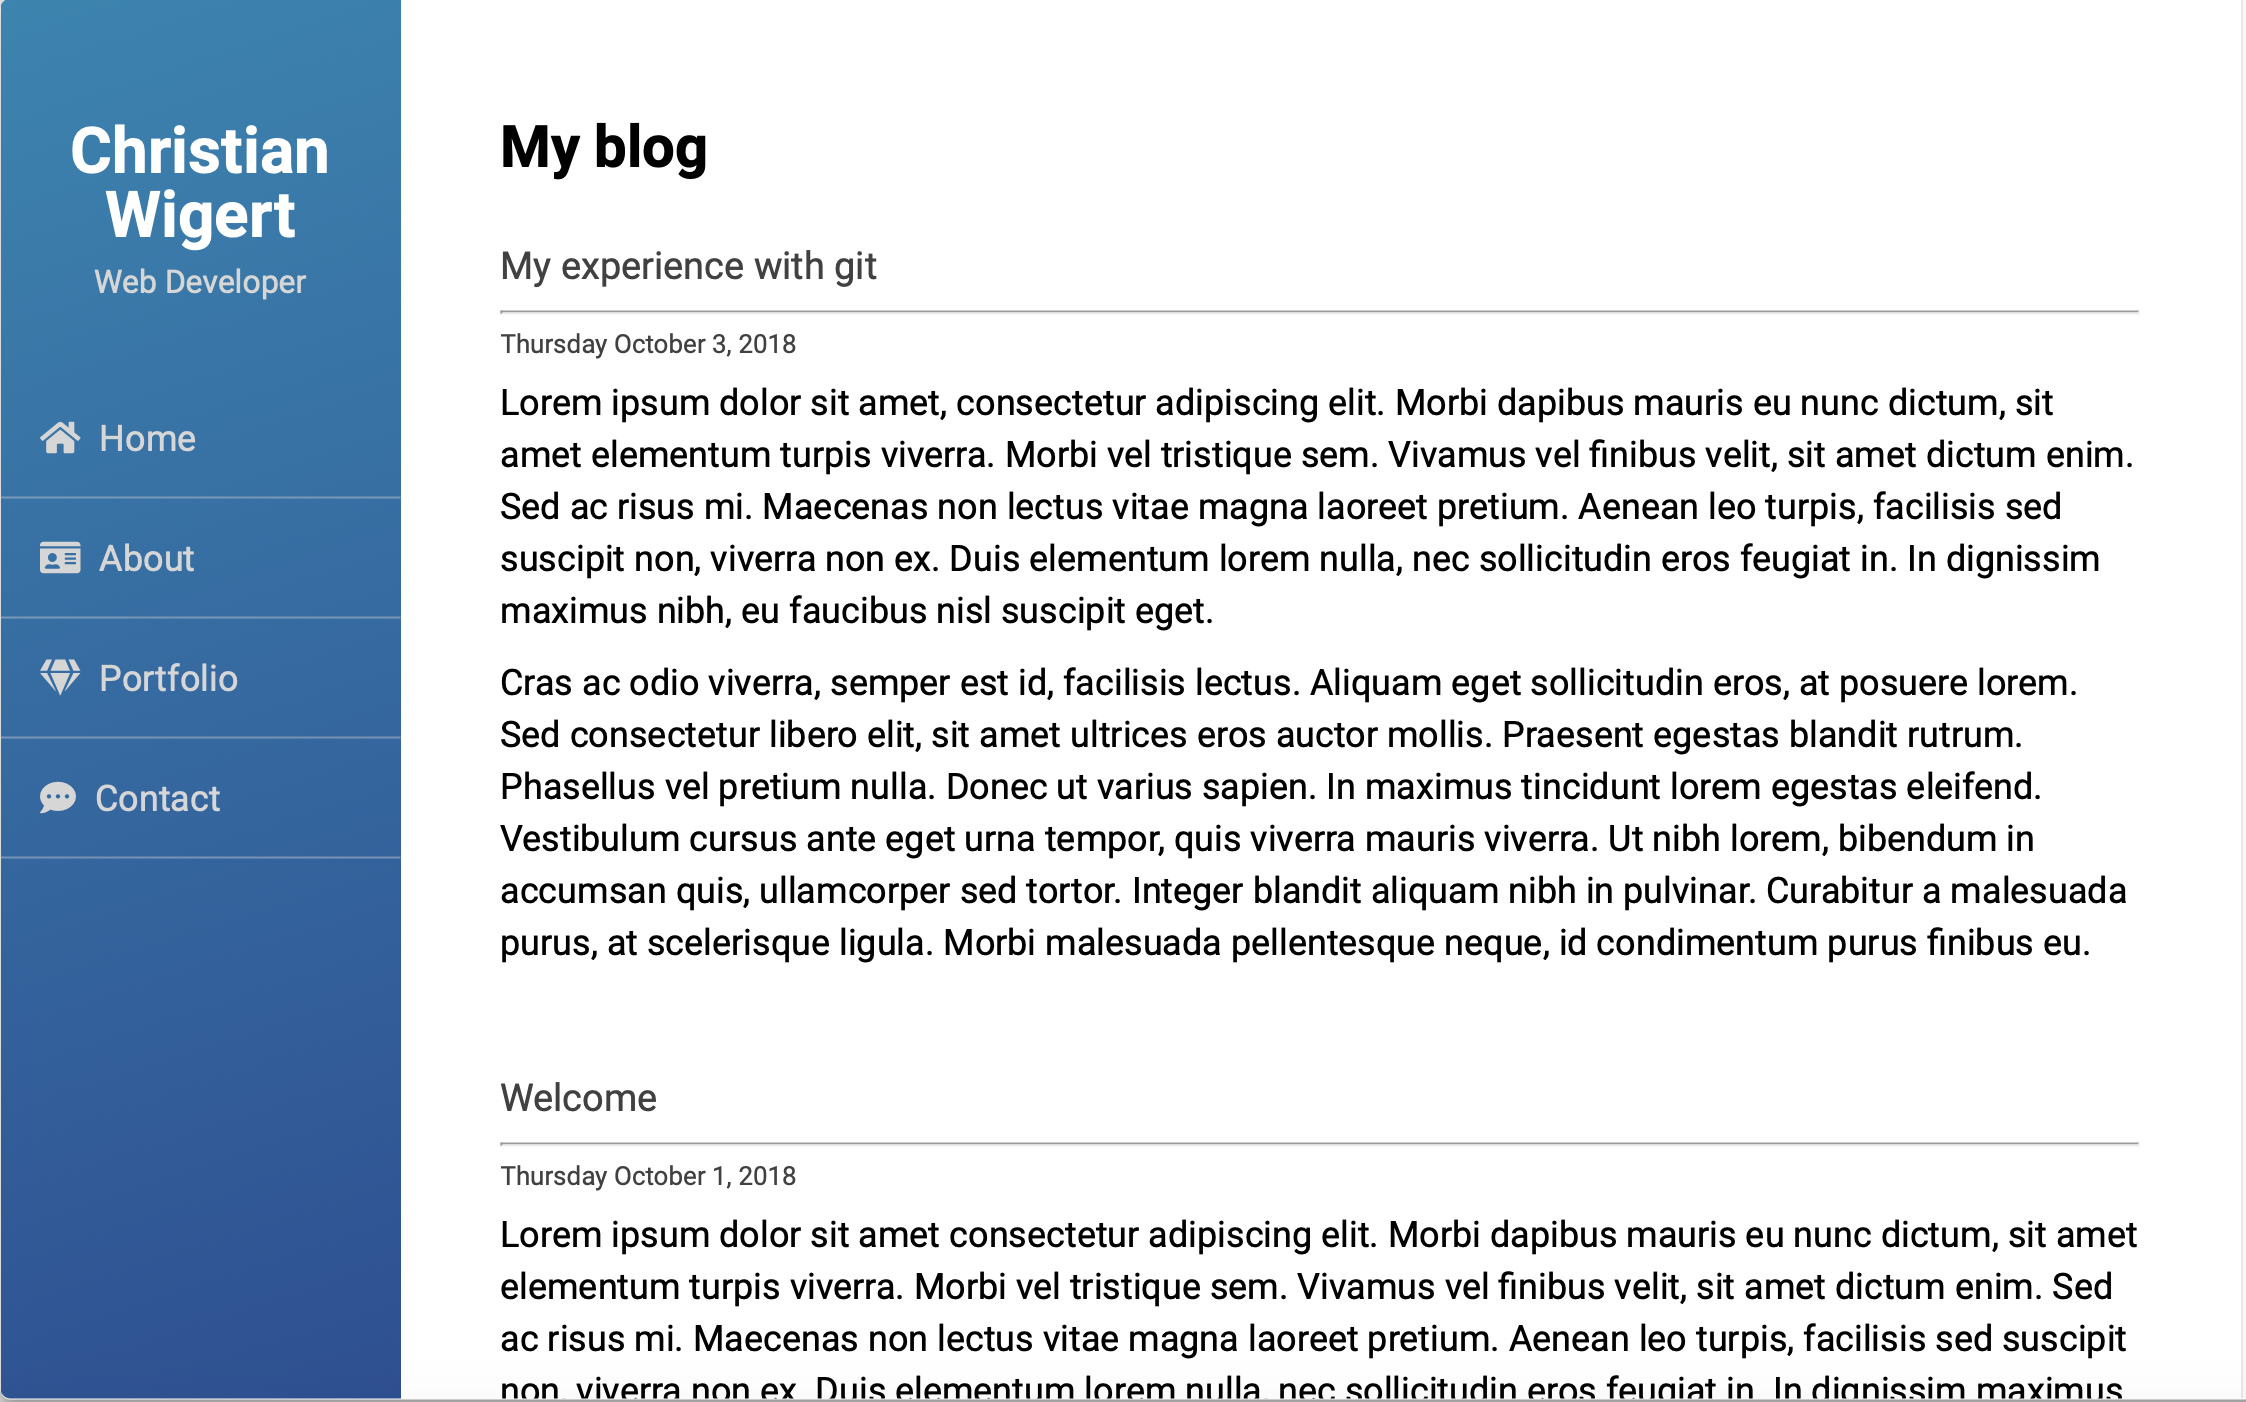 Christian
Wigert
Web Developer
Home
About
Portfolio
Contact
My blog
My experience with git
Thursday October 3, 2018
Lorem ipsum dolor sit amet, consectetur adipiscing elit. Morbi dapibus mauris eu nunc dictum, sit
amet elementum turpis viverra. Morbi vel tristique sem. Vivamus vel finibus velit, sit amet dictum enim.
Sed ac risus mi. Maecenas non lectus vitae magna laoreet pretium. Aenean leo turpis, facilisis sed
suscipit non, viverra non ex. Duis elementum lorem nulla, nec sollicitudin eros feugiat in. In dignissim
maximus nibh, eu faucibus nisl suscipit eget.
Cras ac odio viverra, semper est id, facilisis lectus. Aliquam eget sollicitudin eros, at posuere lorem.
Sed consectetur libero elit, sit amet ultrices eros auctor mollis. Praesent egestas blandit rutrum.
Phasellus vel pretium nulla. Donec ut varius sapien. In maximus tincidunt lorem egestas eleifend.
Vestibulum cursus ante eget urna tempor, quis viverra mauris viverra. Ut nibh lorem, bibendum in
accumsan quis, ullamcorper sed tortor. Integer blandit aliquam nibh in pulvinar. Curabitur a malesuada
purus, at scelerisque ligula. Morbi malesuada pellentesque neque, id condimentum purus finibus eu.
Welcome
Thursday October 1, 2018
Lorem ipsum dolor sit amet consectetur adipiscing elit. Morbi dapibus mauris eu nunc dictum, sit amet
elementum turpis viverra. Morbi vel tristique sem. Vivamus vel finibus velit, sit amet dictum enim. Sed
ac risus mi. Maecenas non lectus vitae magna laoreet pretium. Aenean leo turpis, facilisis sed suscipit
non, viverra non ex. Duis elementum lorem nulla, nec sollicitudin eros feugiat in. In dignissim maximus